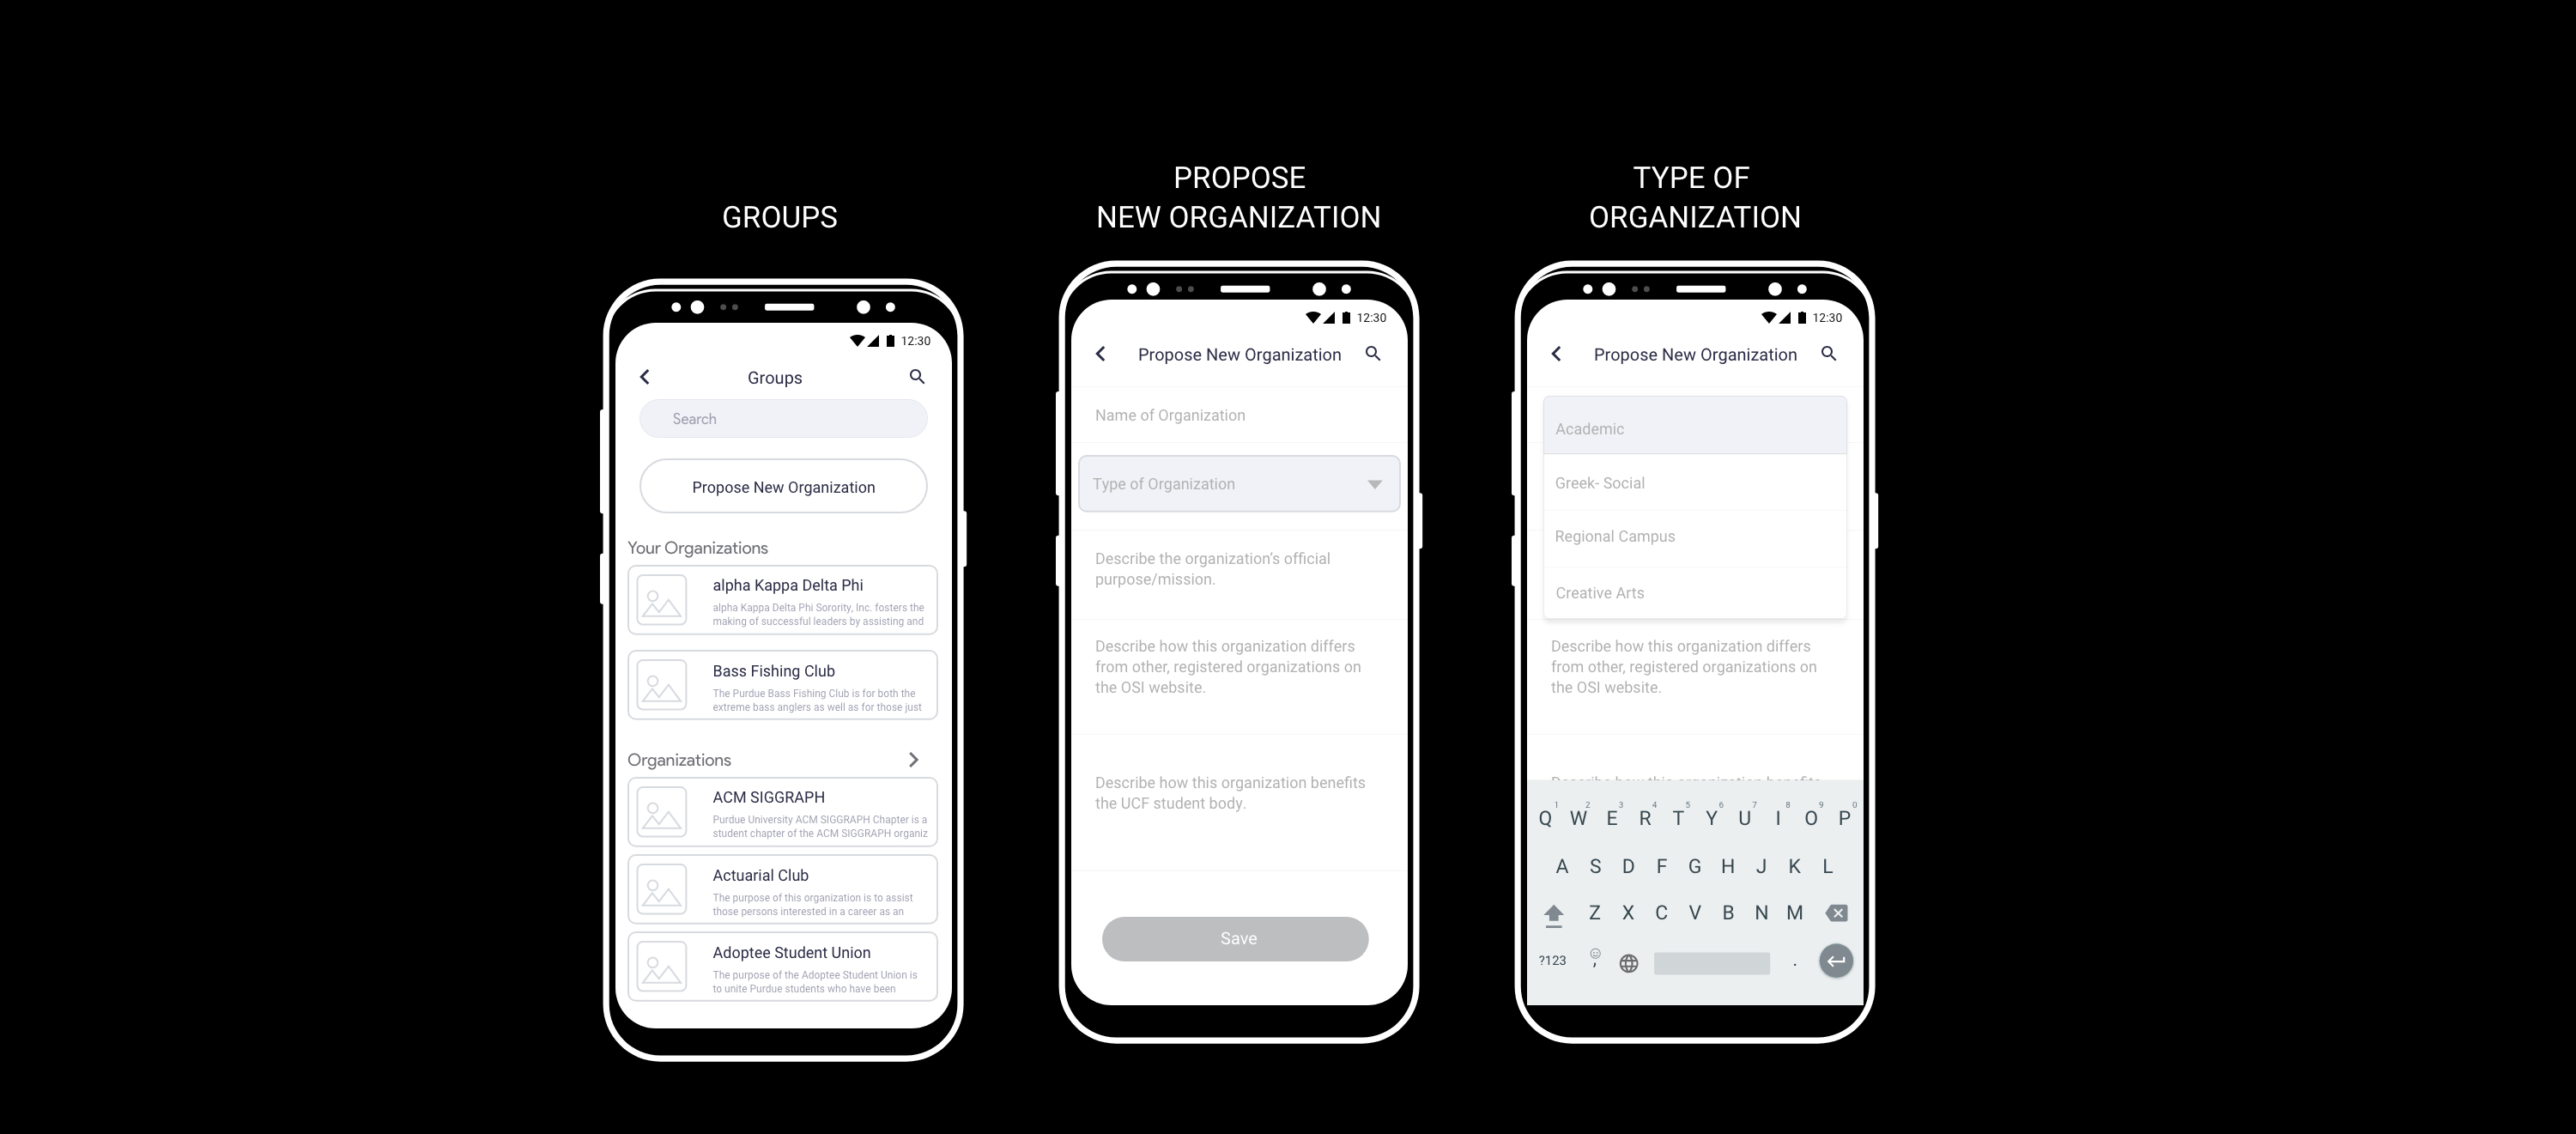 GROUPS
12:30
Groups
Search
Propose New Organization
Your Organizations
alpha Kappa Delta Phi
alpha Kappa Delta Phi Sorority, Inc. fosters the
making of successful leaders by assisting and
Bass Fishing Club
The Purdue Bass Fishing Club is for both the
extreme bass anglers as well as for those just
Organizations
ACM SIGGRAPH
Purdue University ACM SIGGRAPH Chapter is a
student chapter of the ACM SIGGRAPH organiz
Actuarial Club
The purpose of this organization is to assist
those persons interested in a career as an
Adoptee Student Union
The purpose of the Adoptee Student Union is
to unite Purdue students who have been
PROPOSE
NEW ORGANIZATION
12:30
Propose New Organization
Name of Organization
Type of Organization
Describe the organization’s official
purpose/mission.
Describe how this organization differs
from other, registered organizations on
the OSI website.
Describe how this organization benefits
the UCF student body.
Save
TYPE OF
ORGANIZATION
12:30
Propose New Organization
Academic
Greek- Social
Regional Campus
Creative Arts
Describe how this organization differs
from other, registered organizations on
the OSI website.
Describe how this organization benefits
1 2 3 4 5 6 7 8 9 0
Q W E R T Y U I O P
A S D F G H J K L
Z X C V B N M
?123 , .